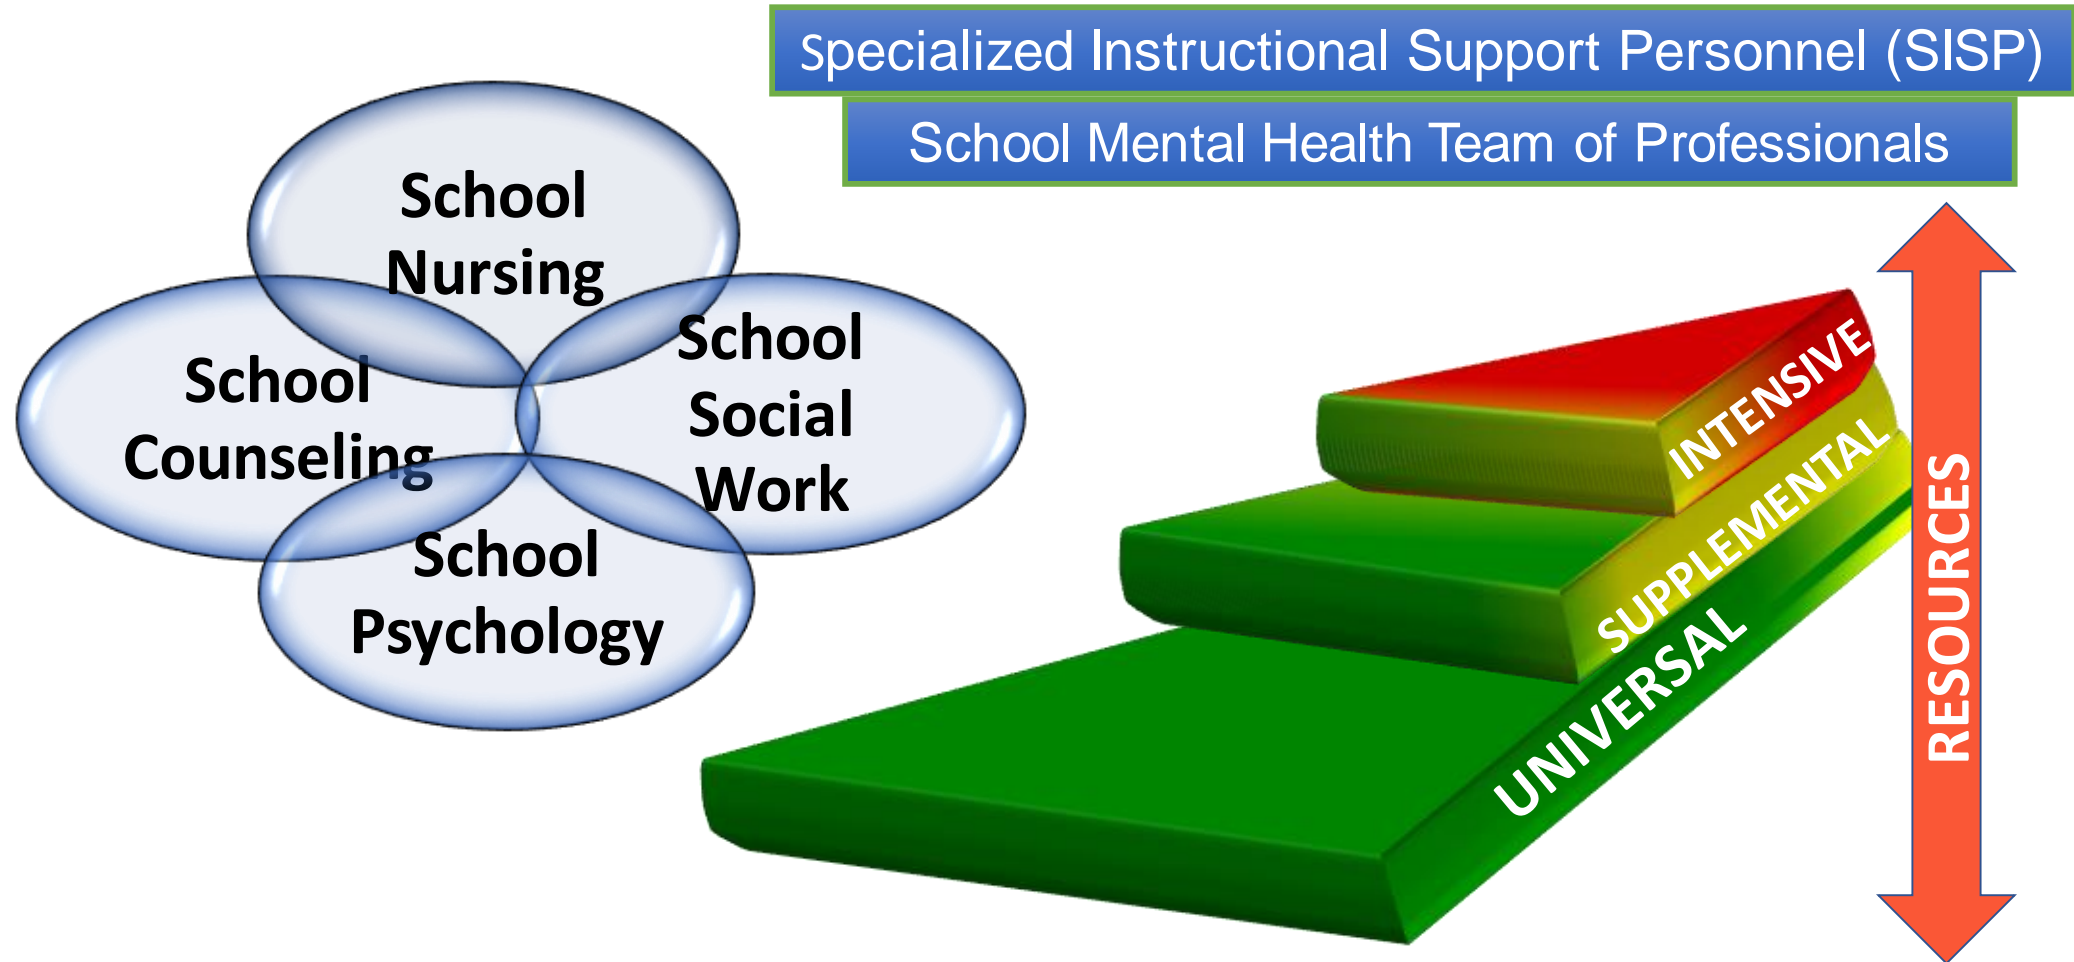 Specialized Instructional Support Personnel (SISP)
School Mental Health Team of Professionals
School
Nursing
School
Counseling
School
Social
Work
School
Psychology
INTENSIVE
SUPPLEMENTAL
UNIVERSAL
RESOURCES